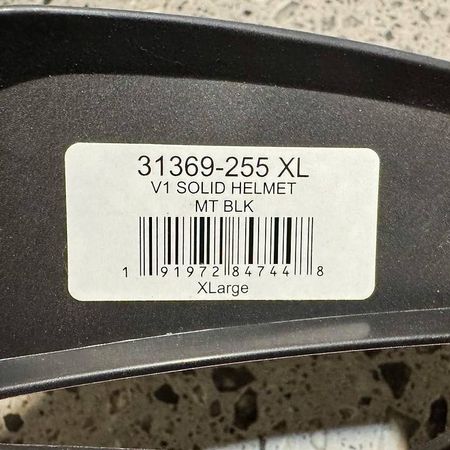 31369-255 XL
V1 SOLID HELMET
MT BLK
1 91972 84744 8
XLarge